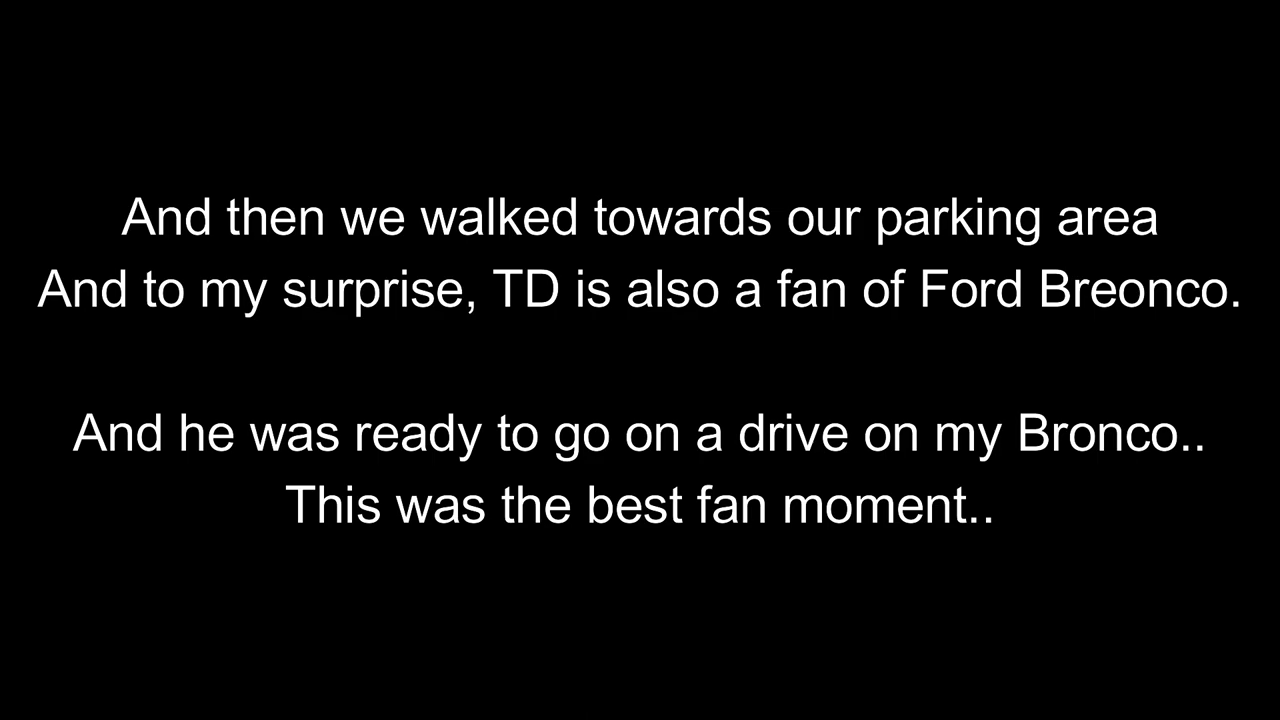 And then we walked towards our parking area
And to my surprise, TD is also a fan of Ford Breonco.
And he was ready to go on a drive on my Bronco..
This was the best fan moment..